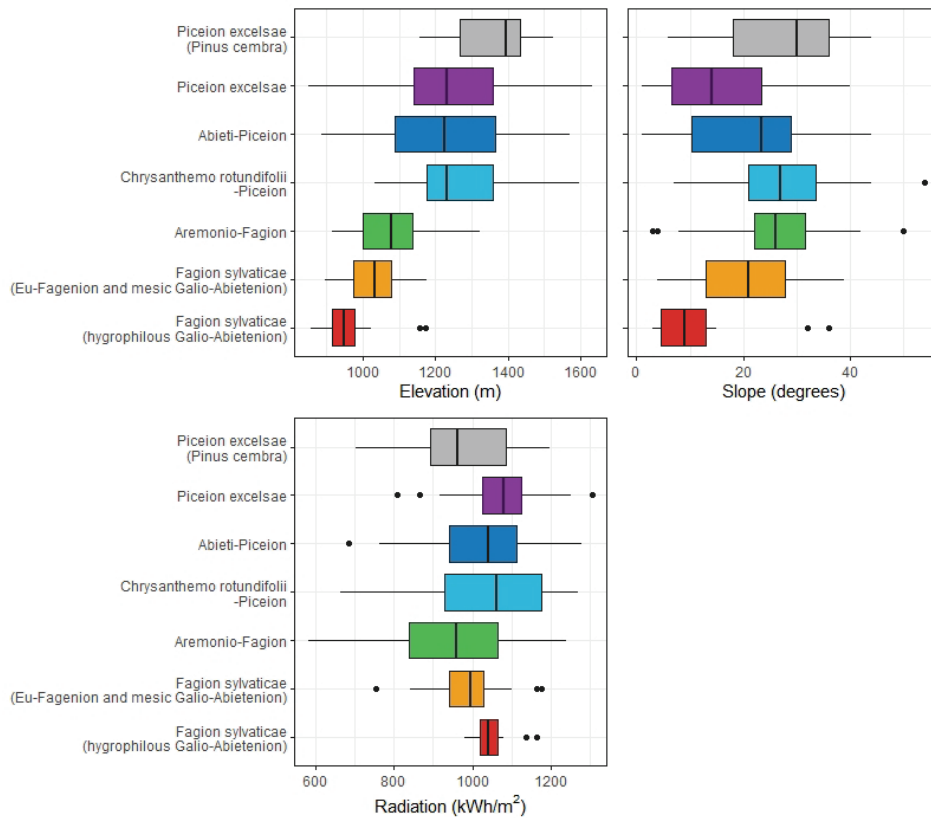 Piceion excelsae
(Pinus cembra)
Piceion excelsae
Abieti-Piceion
Chrysanthemo rotundifolii
-Piceion
Aremonio-Fagion
Fagion sylvaticae
(Eu-Fagenion and mesic Galio-Abietenion)
Fagion sylvaticae
(hygrophilous Galio-Abietenion)
1000 1200 1400 1600
Elevation (m)
0 20 40
Slope (degrees)
Piceion excelsae
(Pinus cembra)
Piceion excelsae
Abieti-Piceion
Chrysanthemo rotundifolii
-Piceion
Aremonio-Fagion
Fagion sylvaticae
(Eu-Fagenion and mesic Galio-Abietenion)
Fagion sylvaticae
(hygrophilous Galio-Abietenion)
600 800 1000 1200
Radiation (kWh/m²)